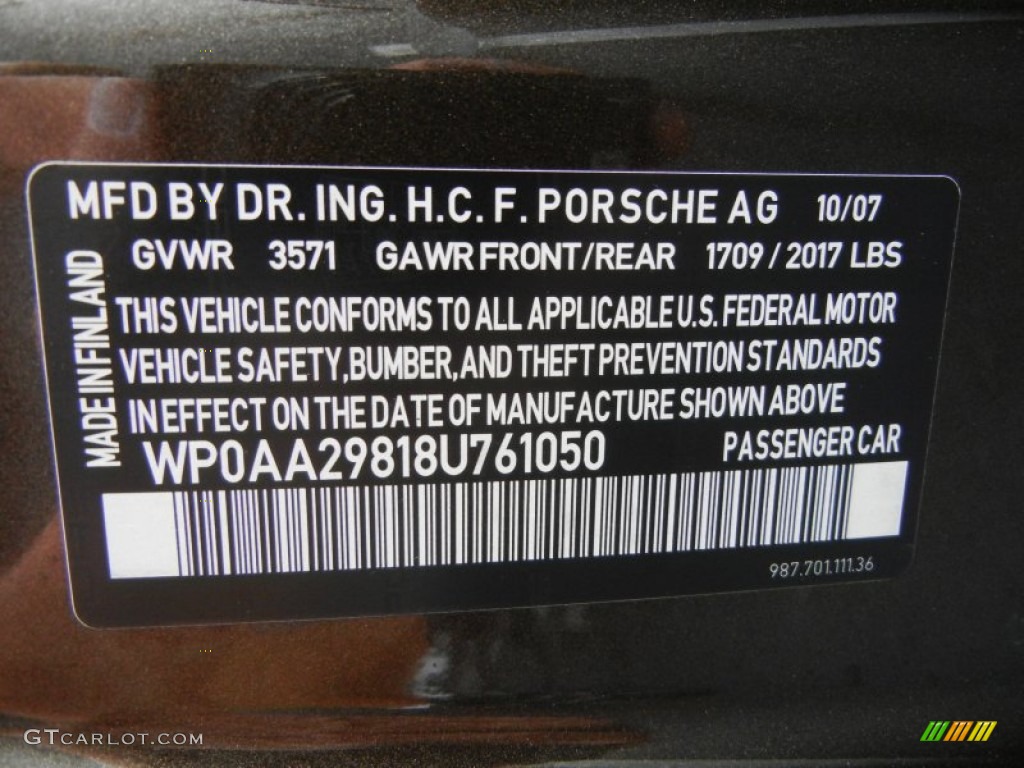 MFD BY DR. ING. H.C. F. PORSCHE AG 10/07
GVWR 3571 GAWR FRONT/REAR 1709 / 2017 LBS
MADE IN FINLAND
THIS VEHICLE CONFORMS TO ALL APPLICABLE U.S. FEDERAL MOTOR
VEHICLE SAFETY, BUMBER, AND THEFT PREVENTION STANDARDS
IN EFFECT ON THE DATE OF MANUFACTURE SHOWN ABOVE
WP0AA29818U761050 PASSENGER CAR
987.701.111.36
GTCARLOT.COM